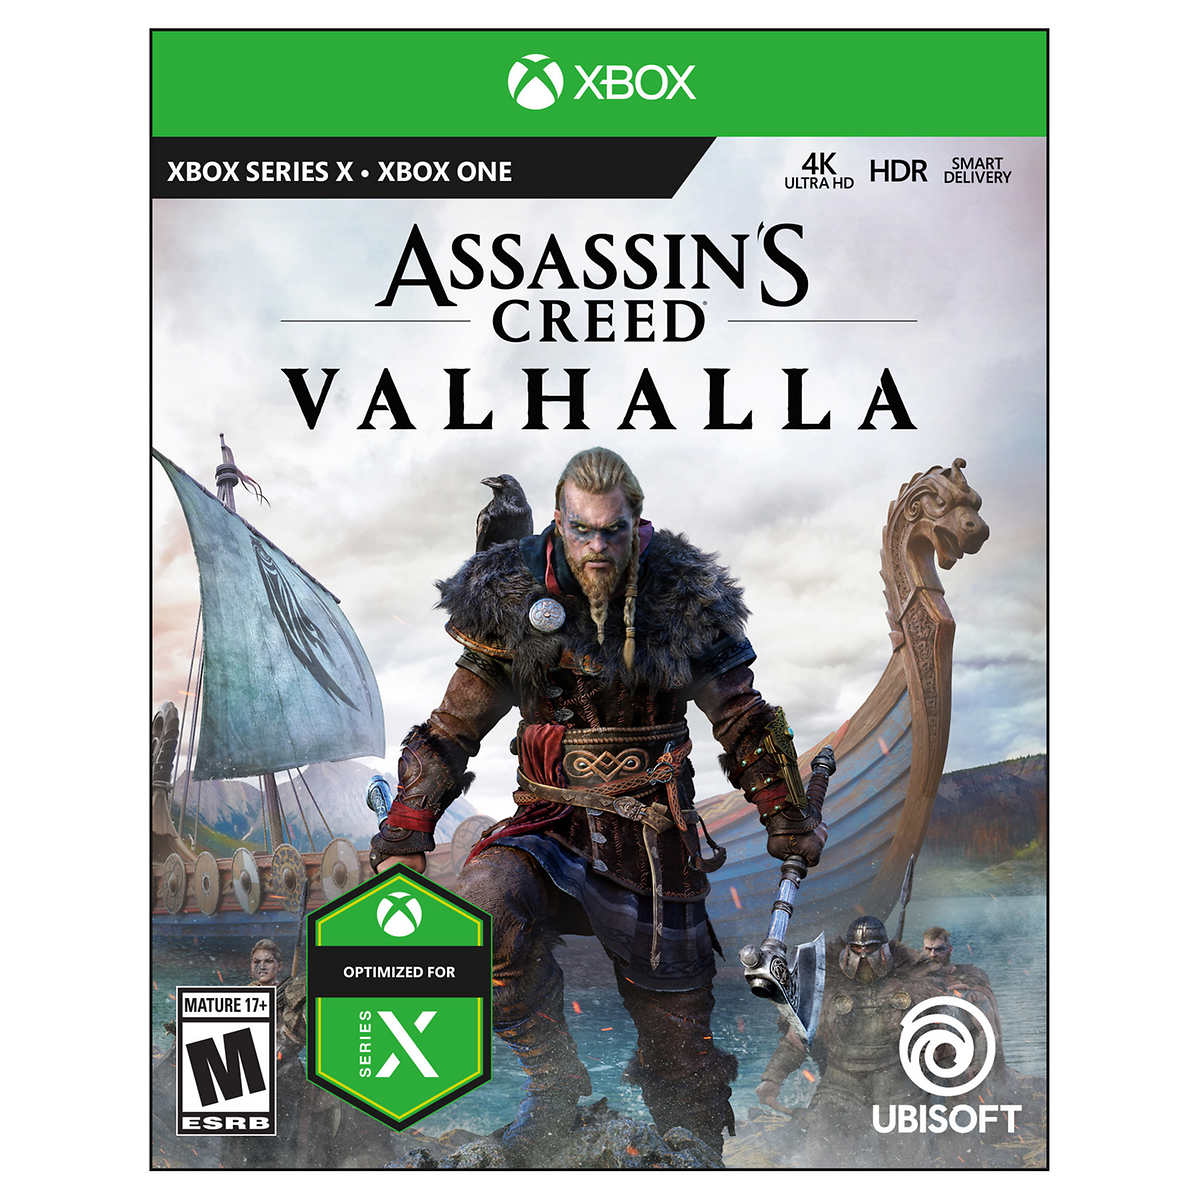 XBOX
XBOX SERIES X • XBOX ONE
4K
ULTRA HD
HDR
SMART
DELIVERY
ASSASSIN'S
CREED®
VALHALLA
OPTIMIZED FOR
SERIES X
MATURE 17+
M
ESRB
UBISOFT